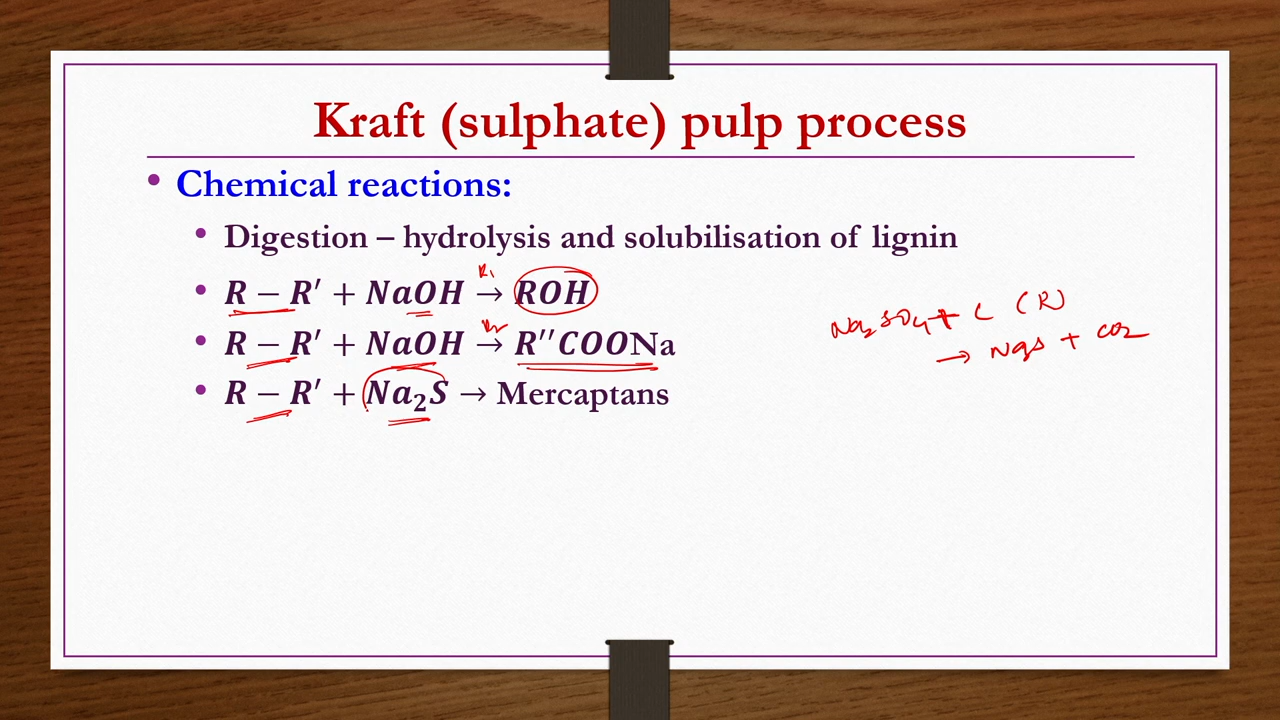 Kraft (sulphate) pulp process
• Chemical reactions:
• Digestion – hydrolysis and solubilisation of lignin
• R − R′ + NaOH → ROH
• R − R′ + NaOH → R′′COONa
• R − R′ + Na₂S → Mercaptans
Na₂SO₄ + C (R)
→ + CO₂